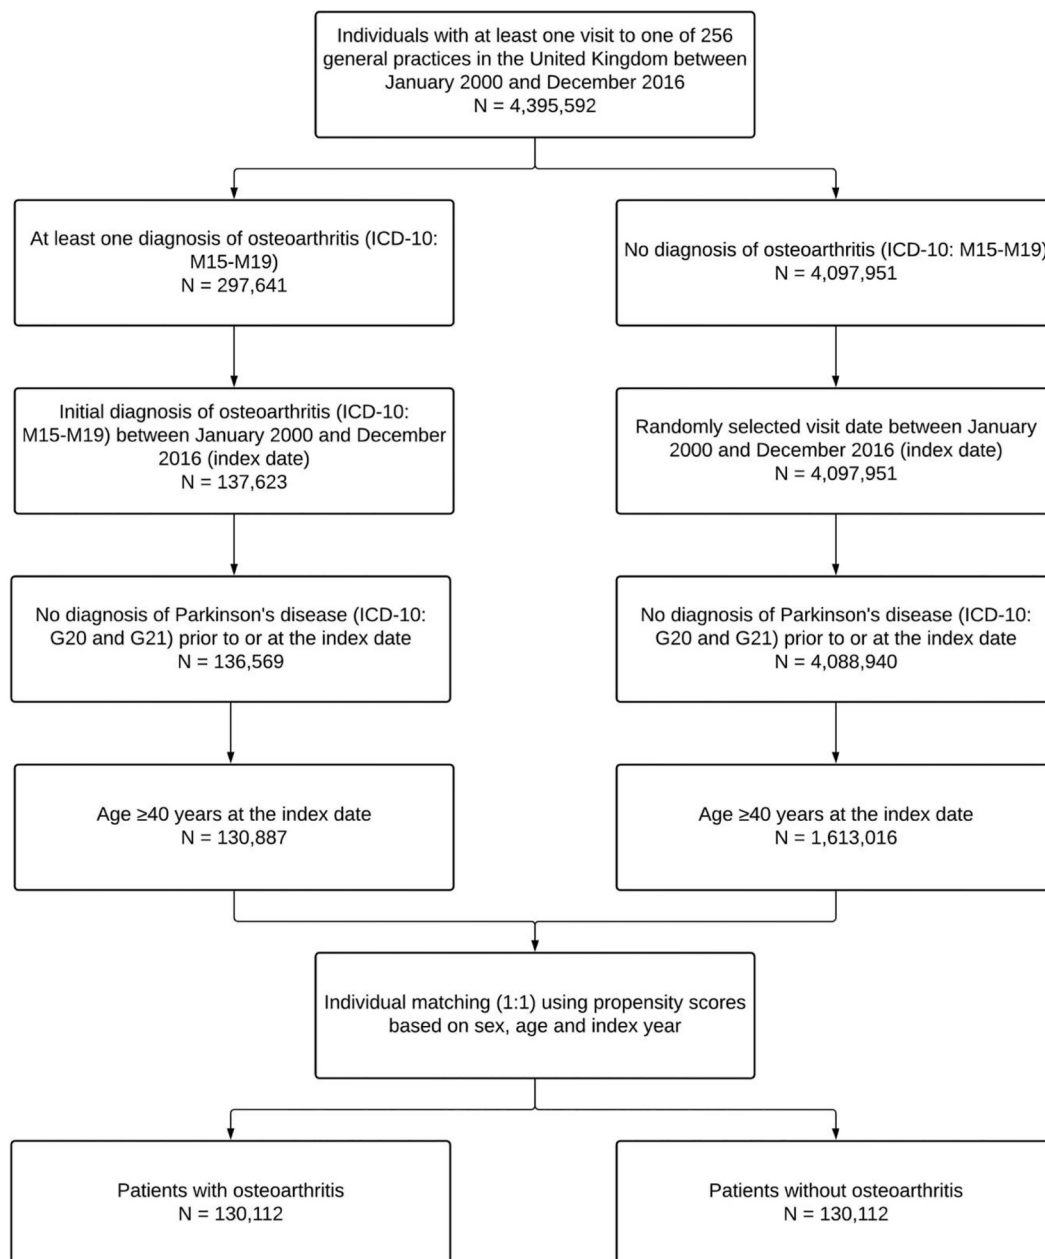 Individuals with at least one visit to one of 256
general practices in the United Kingdom between
January 2000 and December 2016
N = 4,395,592
At least one diagnosis of osteoarthritis (ICD-10:
M15-M19)
N = 297,641
No diagnosis of osteoarthritis (ICD-10: M15-M19)
N = 4,097,951
Initial diagnosis of osteoarthritis (ICD-10:
M15-M19) between January 2000 and December
2016 (index date)
N = 137,623
Randomly selected visit date between January
2000 and December 2016 (index date)
N = 4,097,951
No diagnosis of Parkinson's disease (ICD-10:
G20 and G21) prior to or at the index date
N = 136,569
No diagnosis of Parkinson's disease (ICD-10:
G20 and G21) prior to or at the index date
N = 4,088,940
Age ≥40 years at the index date
N = 130,887
Age ≥40 years at the index date
N = 1,613,016
Individual matching (1:1) using propensity scores
based on sex, age and index year
Patients with osteoarthritis
N = 130,112
Patients without osteoarthritis
N = 130,112